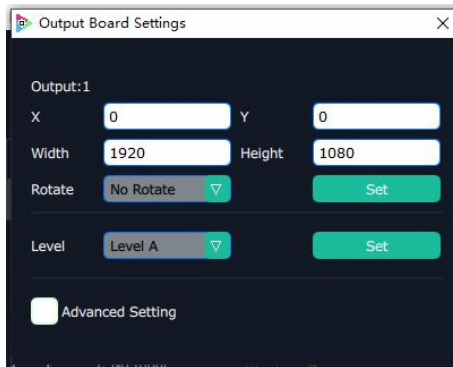 Output Board Settings
Output:1
X 0 Y 0
Width 1920 Height 1080
Rotate No Rotate Set
Level Level A Set
Advanced Setting